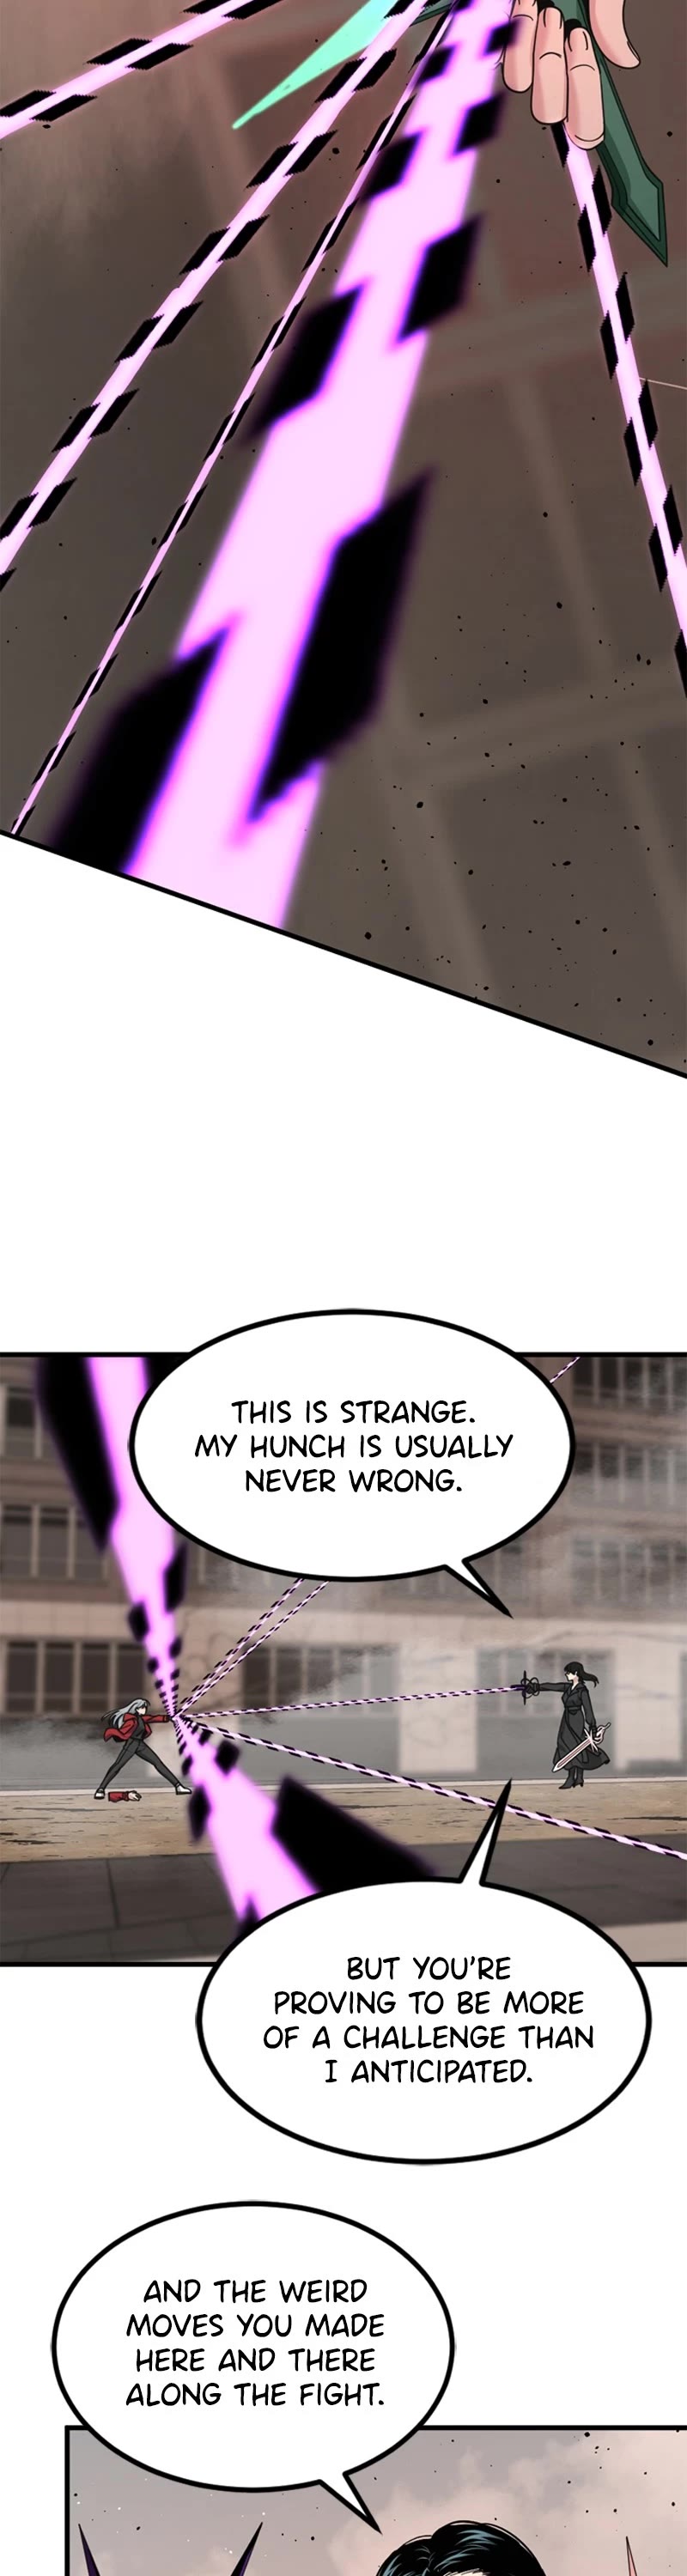 THIS IS STRANGE.
MY HUNCH IS USUALLY
NEVER WRONG.
BUT YOU'RE
PROVING TO BE MORE
OF A CHALLENGE THAN
I ANTICIPATED.
AND THE WEIRD
MOVES YOU MADE
HERE AND THERE
ALONG THE FIGHT.